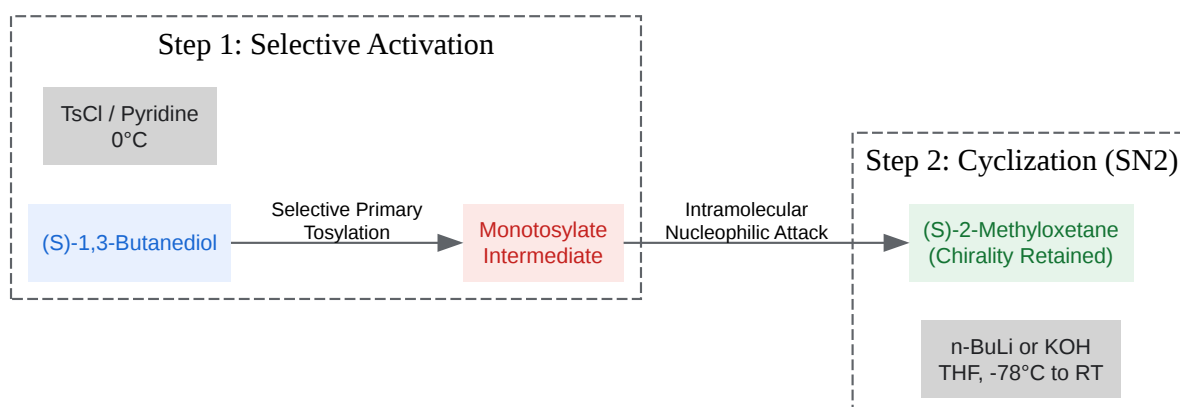 Step 1: Selective Activation
TsCl / Pyridine
0°C
(S)-1,3-Butanediol
Selective Primary
Tosylation
Monotosylate
Intermediate
Intramolecular
Nucleophilic Attack
Step 2: Cyclization (SN2)
(S)-2-Methyloxetane
(Chirality Retained)
n-BuLi or KOH
THF, -78°C to RT